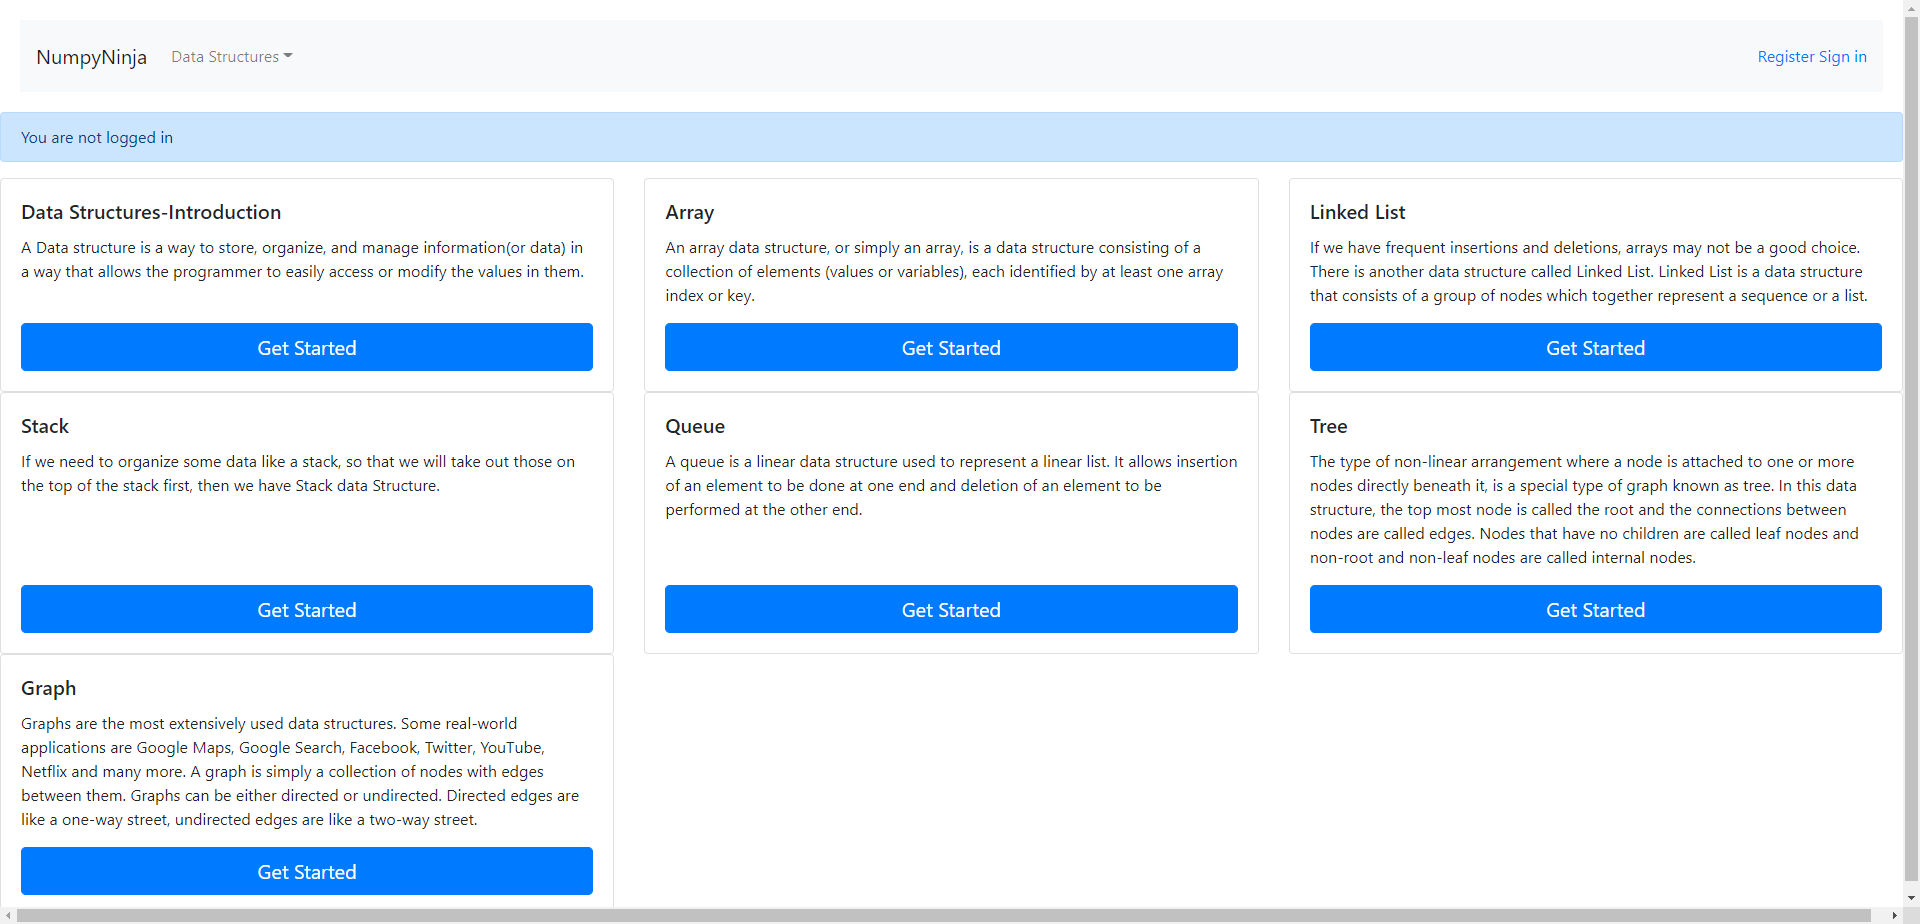 NumpyNinja
Data Structures
Register Sign in
You are not logged in
Data Structures-Introduction
A Data structure is a way to store, organize, and manage information(or data) in
a way that allows the programmer to easily access or modify the values in them.
Get Started
Array
An array data structure, or simply an array, is a data structure consisting of a
collection of elements (values or variables), each identified by at least one array
index or key.
Get Started
Linked List
If we have frequent insertions and deletions, arrays may not be a good choice.
There is another data structure called Linked List. Linked List is a data structure
that consists of a group of nodes which together represent a sequence or a list.
Get Started
Stack
If we need to organize some data like a stack, so that we will take out those on
the top of the stack first, then we have Stack data Structure.
Get Started
Queue
A queue is a linear data structure used to represent a linear list. It allows insertion
of an element to be done at one end and deletion of an element to be
performed at the other end.
Get Started
Tree
The type of non-linear arrangement where a node is attached to one or more
nodes directly beneath it, is a special type of graph known as tree. In this data
structure, the top most node is called the root and the connections between
nodes are called edges. Nodes that have no children are called leaf nodes and
non-root and non-leaf nodes are called internal nodes.
Get Started
Graph
Graphs are the most extensively used data structures. Some real-world
applications are Google Maps, Google Search, Facebook, Twitter, YouTube,
Netflix and many more. A graph is simply a collection of nodes with edges
between them. Graphs can be either directed or undirected. Directed edges are
like a one-way street, undirected edges are like a two-way street.
Get Started